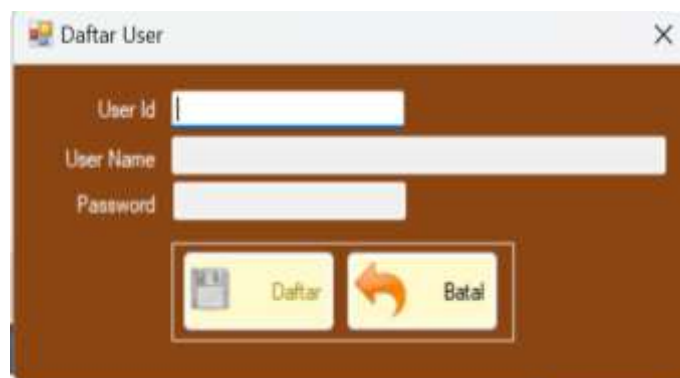 Daftar User
User Id
User Name
Password
Daftar Batal